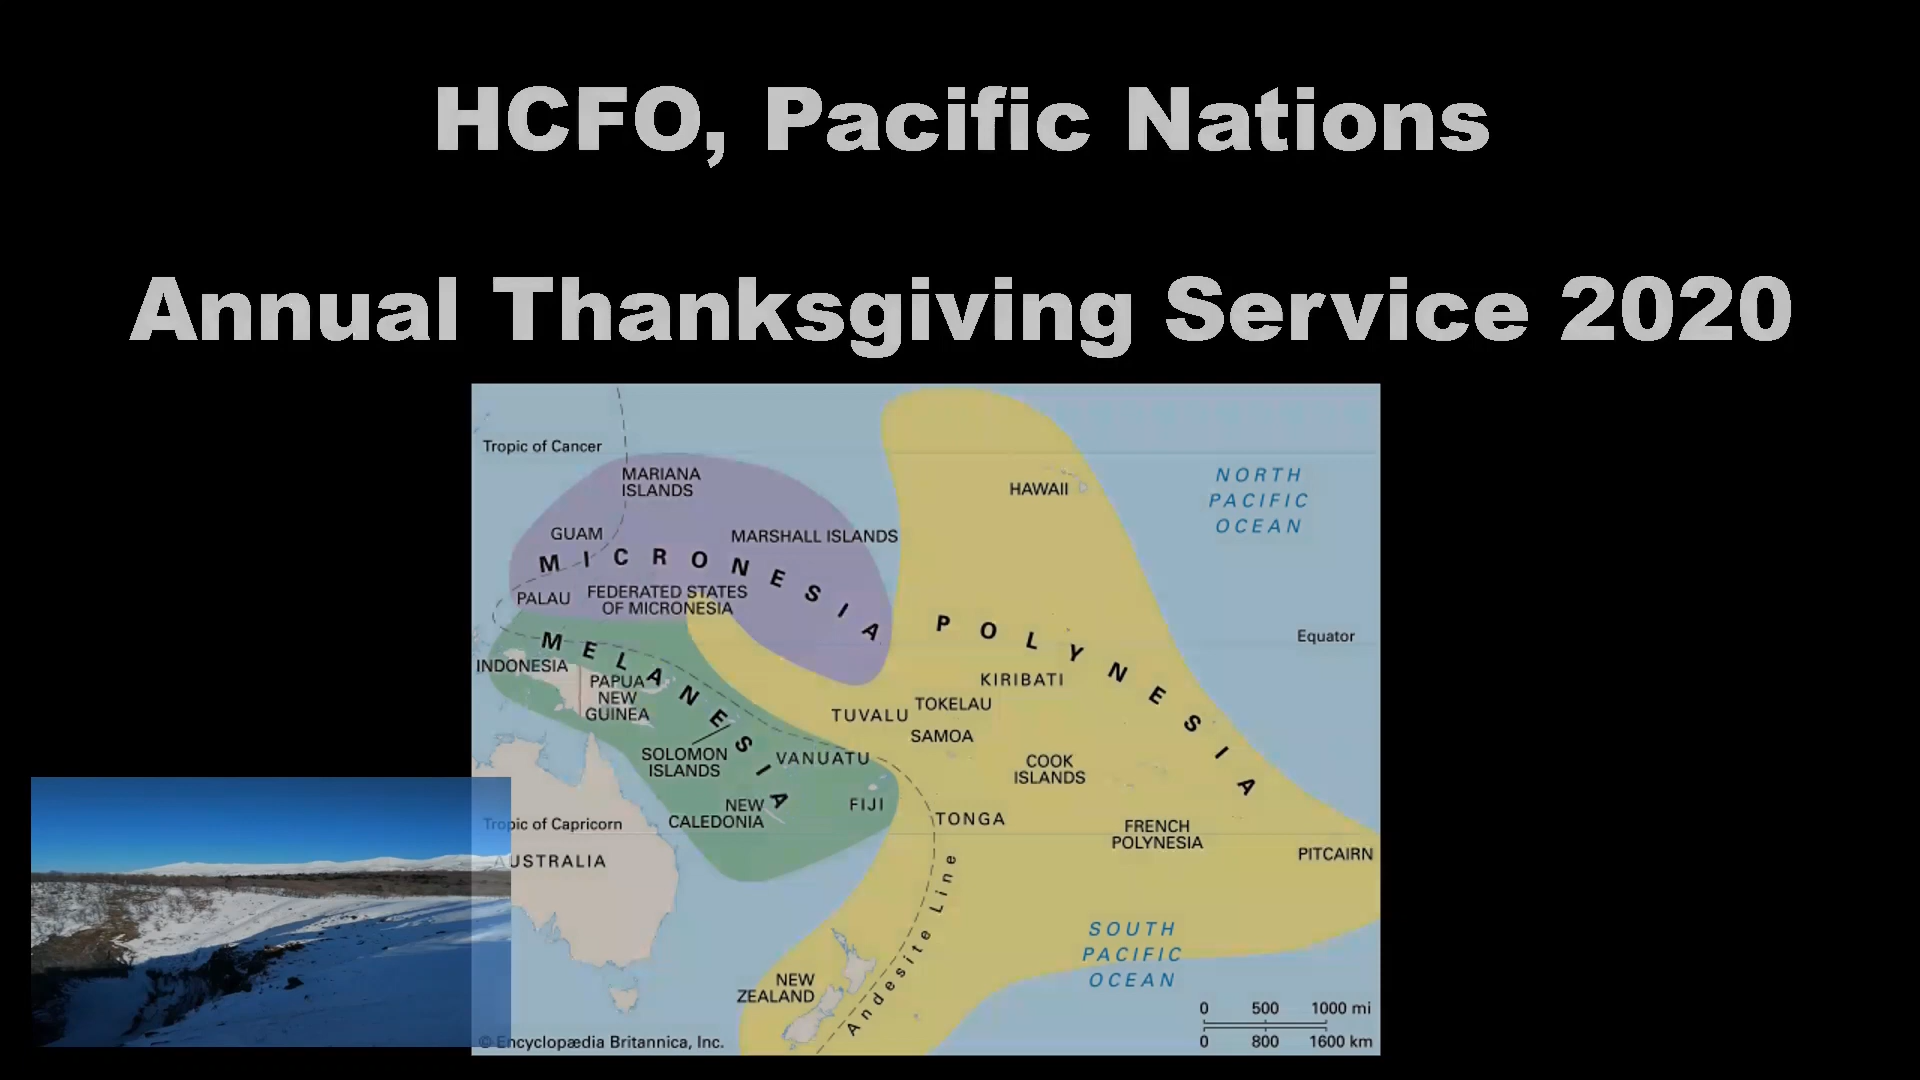 HCFO, Pacific Nations
Annual Thanksgiving Service 2020
Tropic of Cancer
MARIANA
ISLANDS
HAWAII
NORTH
PACIFIC
OCEAN
GUAM
MARSHALL ISLANDS
MICRONESIA
PALAU
FEDERATED STATES
OF MICRONESIA
POLYNESIA
Equator
MELANESIA
INDONESIA
PAPUA
NEW
GUINEA
KIRIBATI
TOKELAU
TUVALU
SAMOA
SOLOMON
ISLANDS
VANUATU
COOK
ISLANDS
NEW
CALEDONIA
FIJI
TONGA
Tropic of Capricorn
FRENCH
POLYNESIA
PITCAIRN
AUSTRALIA
Andesite Line
SOUTH
PACIFIC
OCEAN
NEW
ZEALAND
0 500 1000 mi
0 800 1600 km
© Encyclopædia Britannica, Inc.